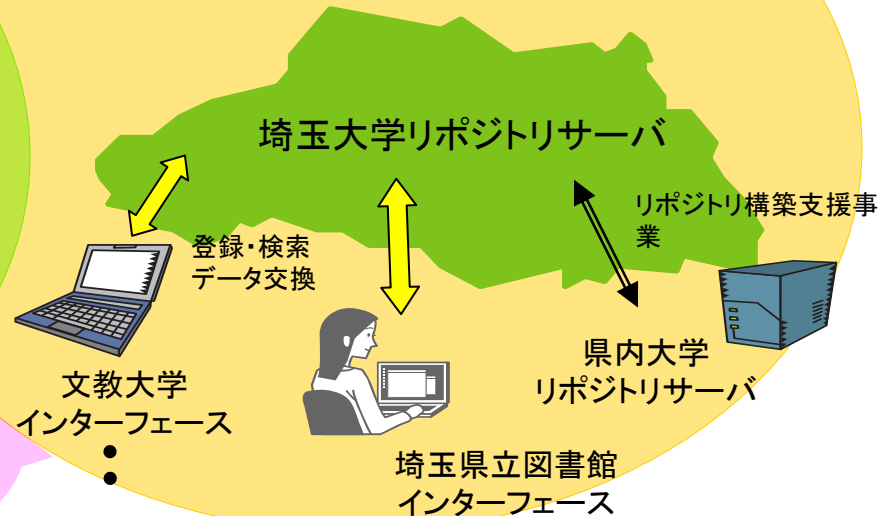 埼玉大学リポジトリサーバ
リポジトリ構築支援事
業
登録・検索
データ交換
県内大学
リポジトリサーバ
文教大学
インターフェース
埼玉県立図書館
インターフェース